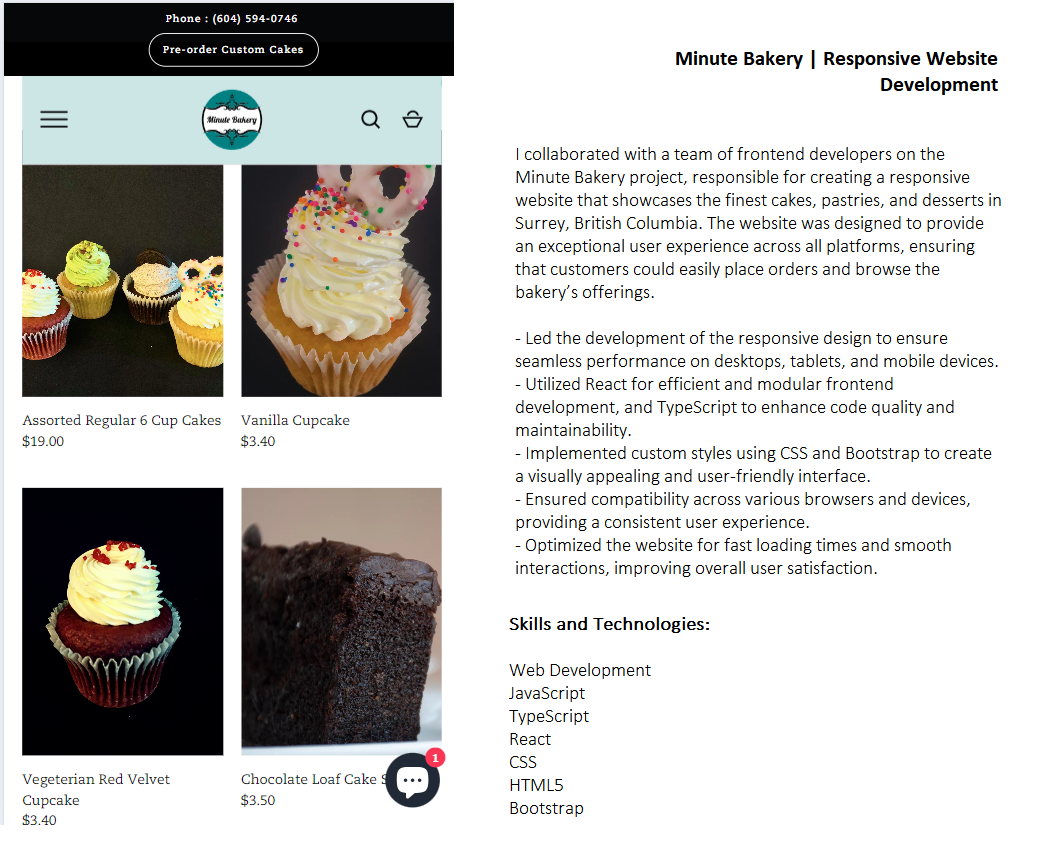 Phone : (604) 594-0746
Pre-order Custom Cakes
Minute Bakery
Assorted Regular 6 Cup Cakes
$19.00
Vanilla Cupcake
$3.40
Vegeterian Red Velvet
Cupcake
$3.40
Chocolate Loaf Cake S
$3.50
1
Minute Bakery | Responsive Website
Development
I collaborated with a team of frontend developers on the
Minute Bakery project, responsible for creating a responsive
website that showcases the finest cakes, pastries, and desserts in
Surrey, British Columbia. The website was designed to provide
an exceptional user experience across all platforms, ensuring
that customers could easily place orders and browse the
bakery’s offerings.
- Led the development of the responsive design to ensure
seamless performance on desktops, tablets, and mobile devices.
- Utilized React for efficient and modular frontend
development, and TypeScript to enhance code quality and
maintainability.
- Implemented custom styles using CSS and Bootstrap to create
a visually appealing and user-friendly interface.
- Ensured compatibility across various browsers and devices,
providing a consistent user experience.
- Optimized the website for fast loading times and smooth
interactions, improving overall user satisfaction.
Skills and Technologies:
Web Development
JavaScript
TypeScript
React
CSS
HTML5
Bootstrap